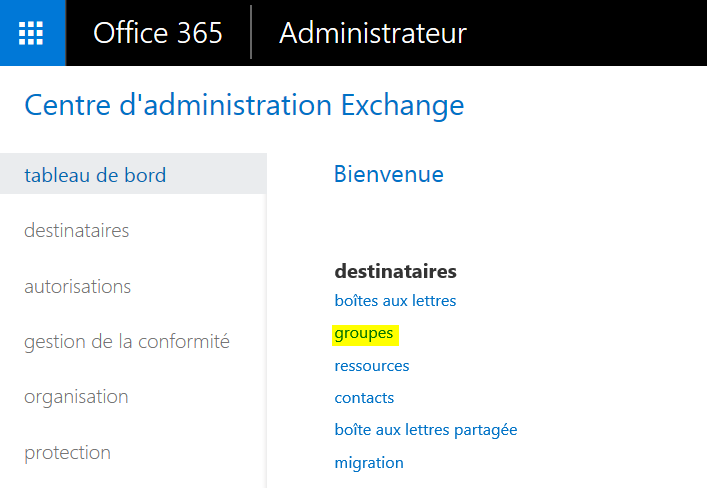 Office 365 Administrateur
Centre d'administration Exchange
tableau de bord
destinataires
autorisations
gestion de la conformité
organisation
protection
Bienvenue
destinataires
boîtes aux lettres
groupes
ressources
contacts
boîte aux lettres partagée
migration